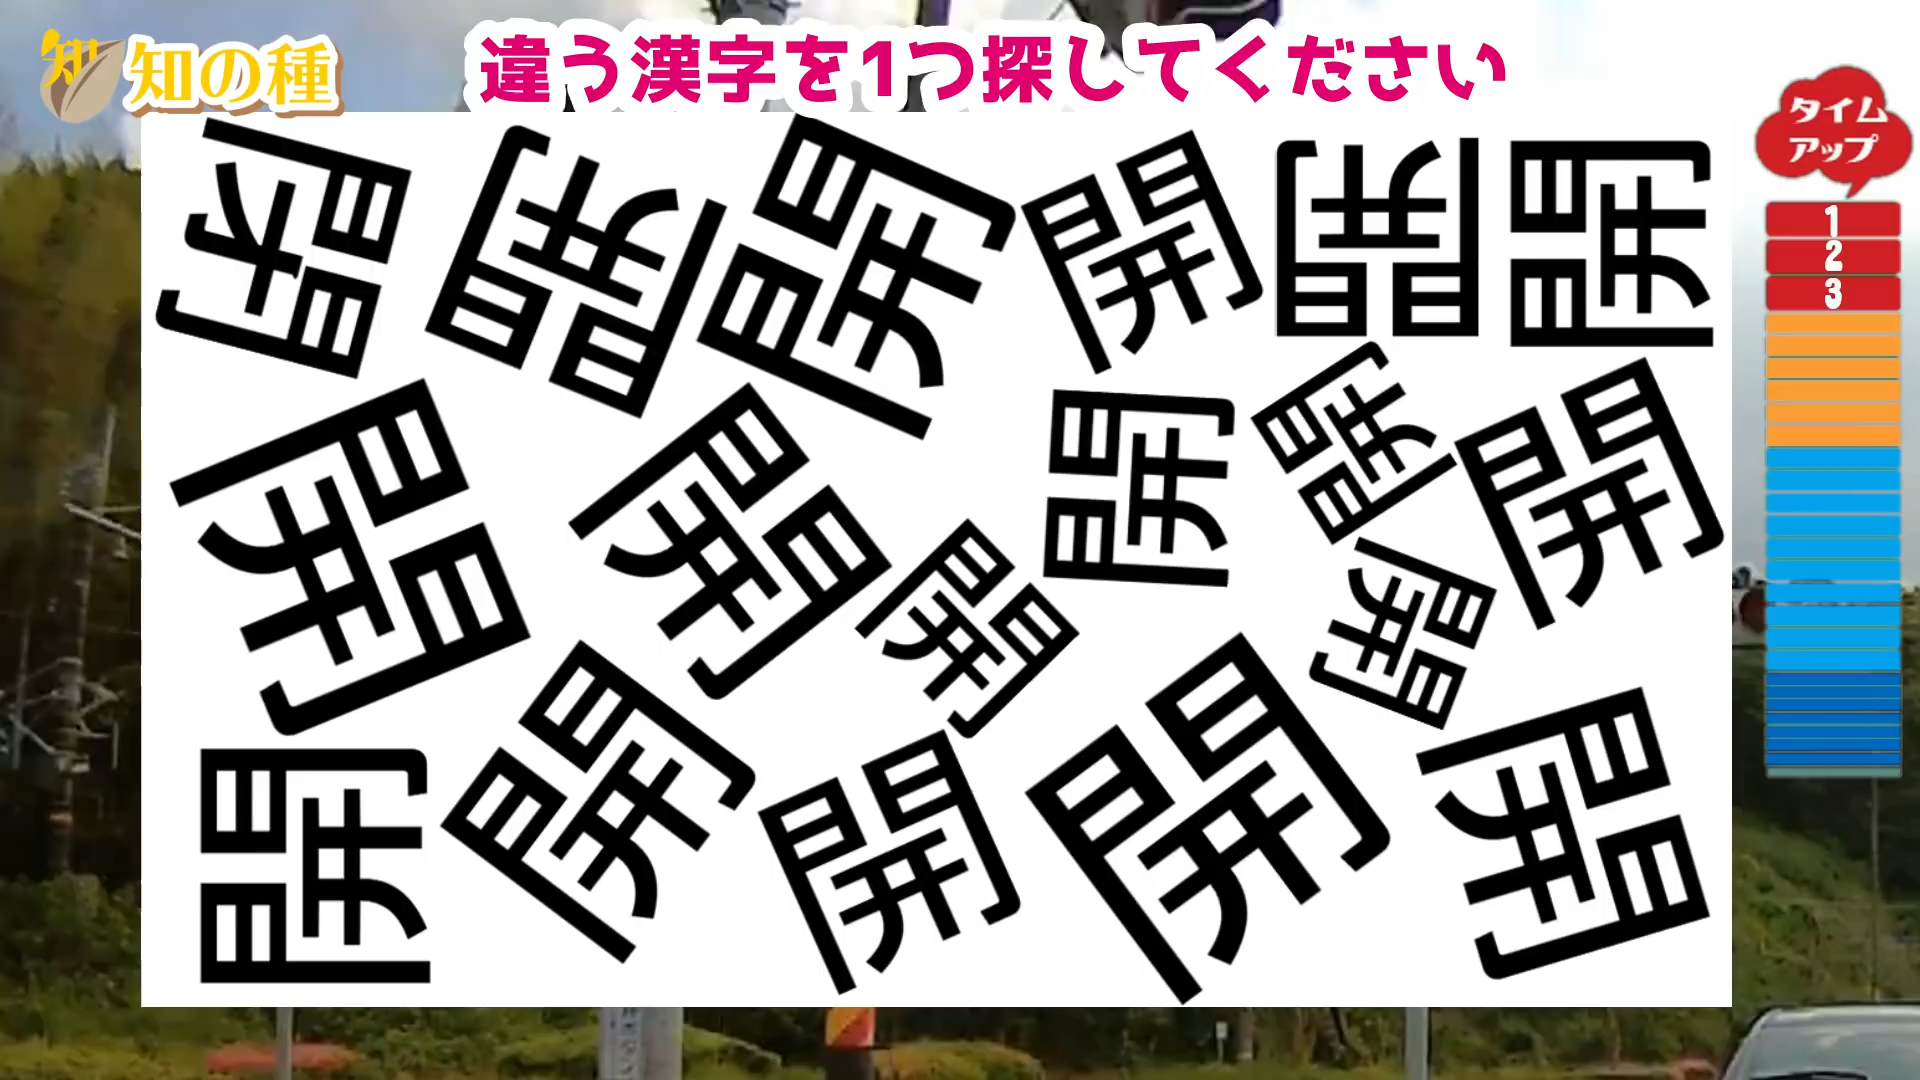 知 知の種
違う漢字を1つ探してください
タイム
アップ
1
2
3
閉 開 開 開 開 開
開 開 開 開 開 開
開 開
開 開 開 開 開